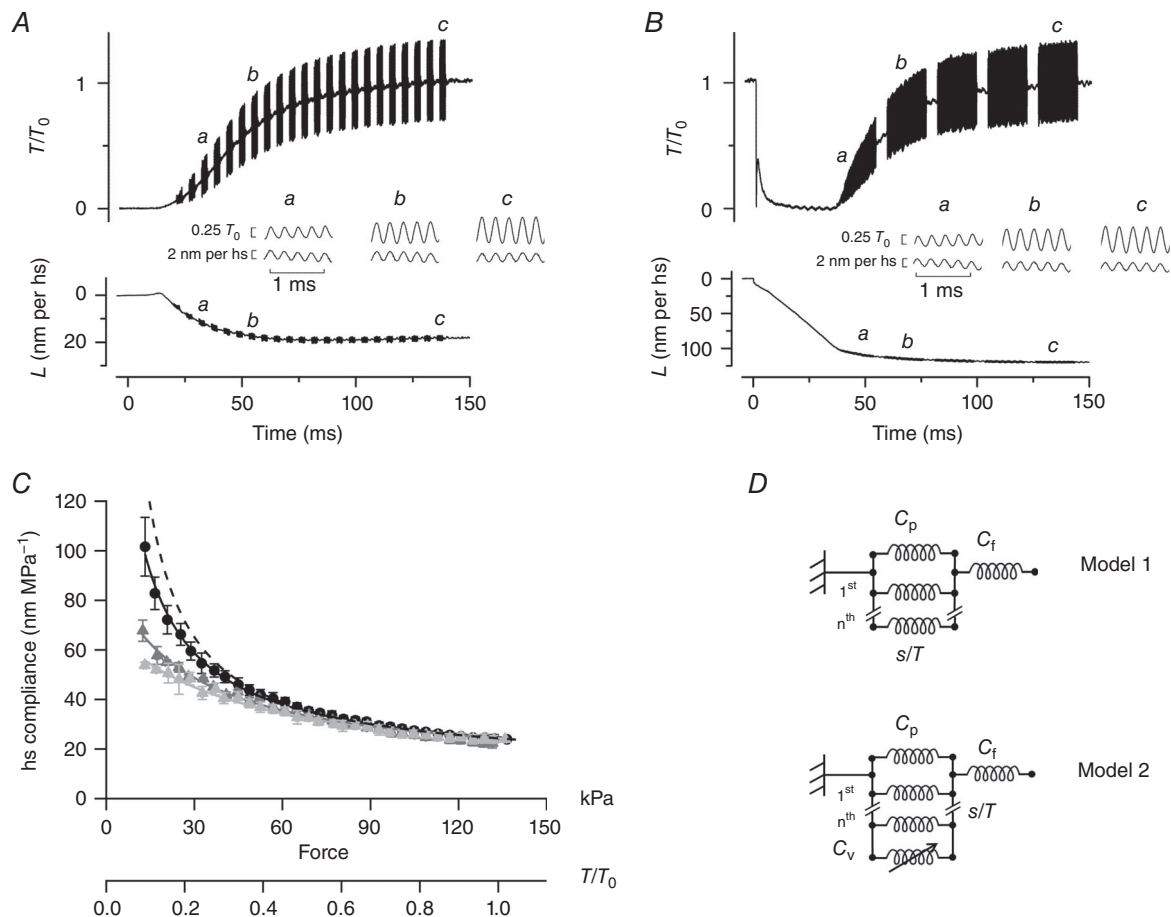 A
c
b
a
1
T/T0
0
a
b
c
0.25 T0
2 nm per hs
1 ms
0
20
L (nm per hs)
a
b
c
0
50
100
150
Time (ms)
B
c
b
a
1
T/T0
0
a
b
c
0.25 T0
2 nm per hs
1 ms
0
50
100
L (nm per hs)
a
b
c
0
50
100
150
Time (ms)
C
120
100
80
60
40
20
0
hs compliance (nm MPa−1)
0
30
60
90
120
150
kPa
Force
T/T0
0.0
0.2
0.4
0.6
0.8
1.0
D
Cp
Cf
Model 1
1st
nth
s/T
Cp
Cf
Model 2
1st
nth
s/T
Cv